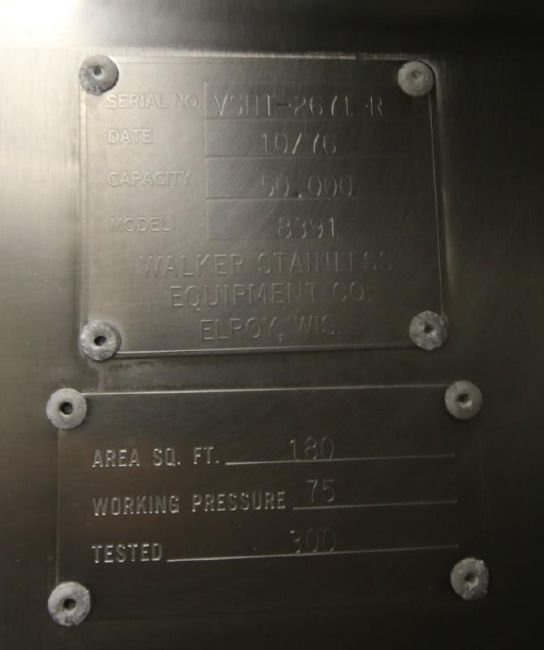 SERIAL NO. VSHT-2671-R
DATE 10/76
CAPACITY 50,000
MODEL 8391
WALKER STAINLESS
EQUIPMENT CO.
ELROY, WIS.
AREA SQ. FT. 180
WORKING PRESSURE 75
TESTED 300